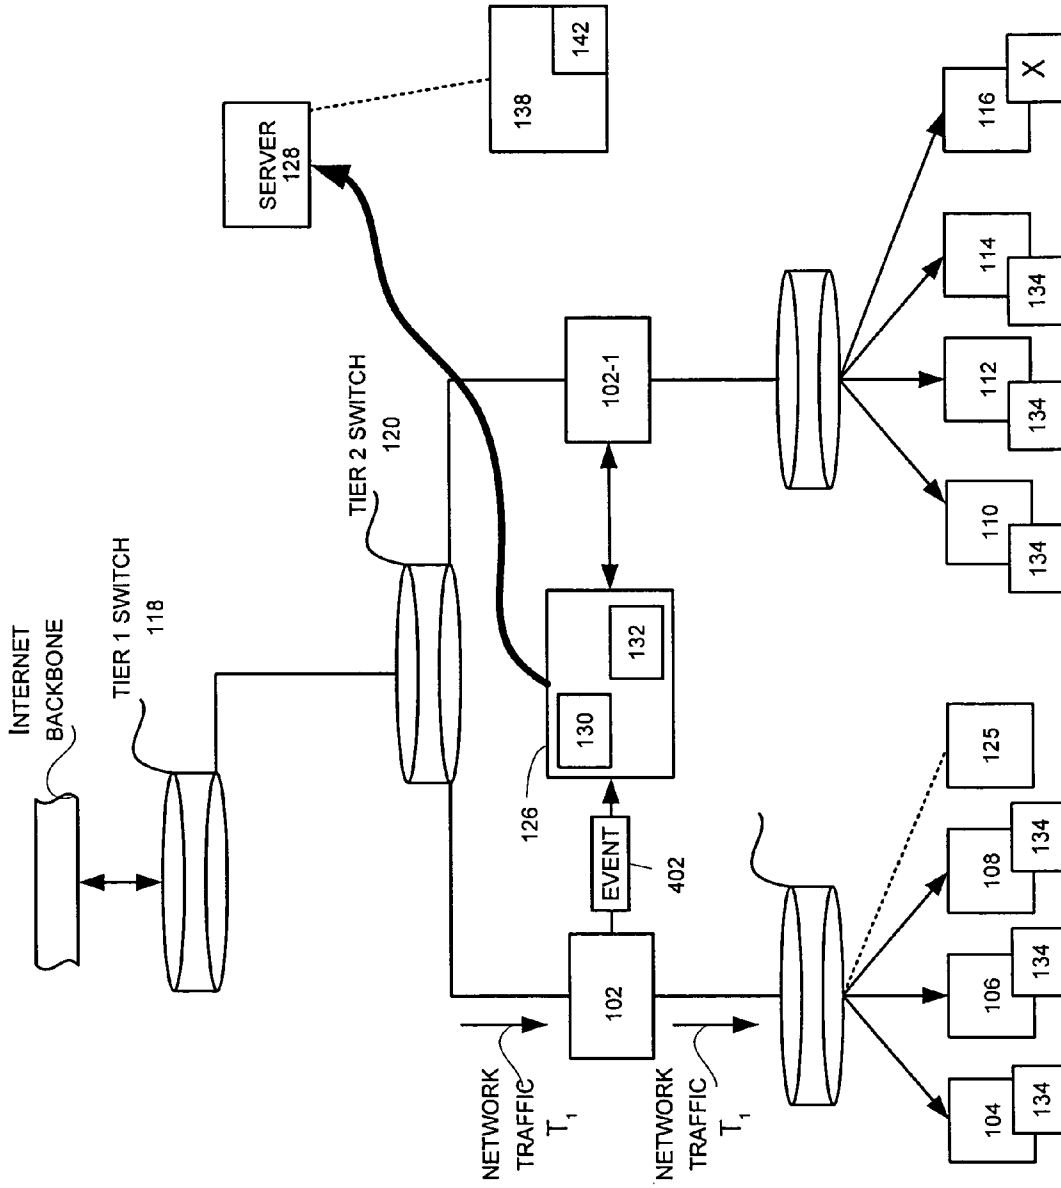 INTERNET
BACKBONE
TIER 1 SWITCH
118
TIER 2 SWITCH
120
SERVER
128
138
142
126
130
132
EVENT
402
102
102-1
NETWORK
TRAFFIC
T1
NETWORK
TRAFFIC
T1
104
134
106
134
108
134
125
110
134
112
134
114
134
116
X